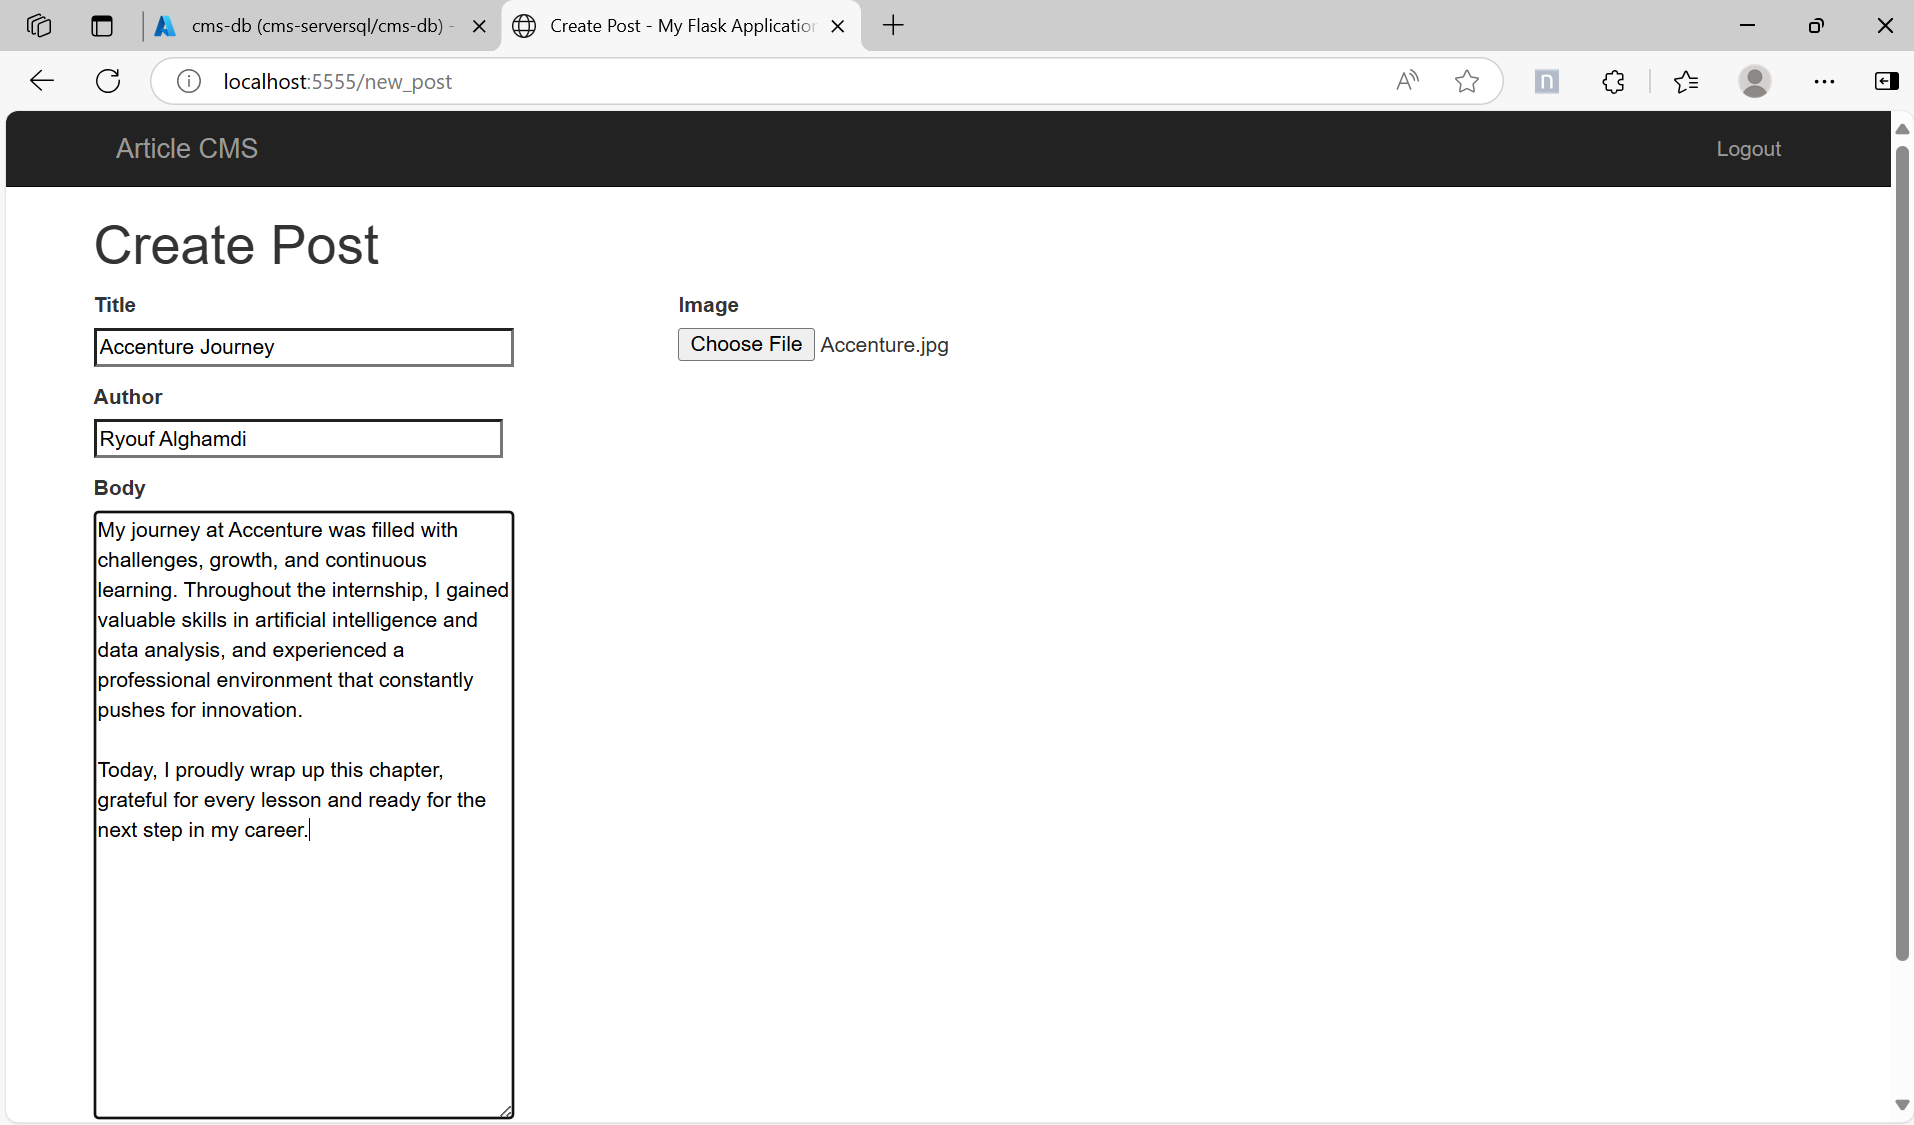 cms-db (cms-serversql/cms-db) -
Create Post - My Flask Application
localhost:5555/new_post
Article CMS
Logout
Create Post
Title
Image
Accenture Journey
Choose File Accenture.jpg
Author
Ryouf Alghamdi
Body
My journey at Accenture was filled with
challenges, growth, and continuous
learning. Throughout the internship, I gained
valuable skills in artificial intelligence and
data analysis, and experienced a
professional environment that constantly
pushes for innovation.
Today, I proudly wrap up this chapter,
grateful for every lesson and ready for the
next step in my career.